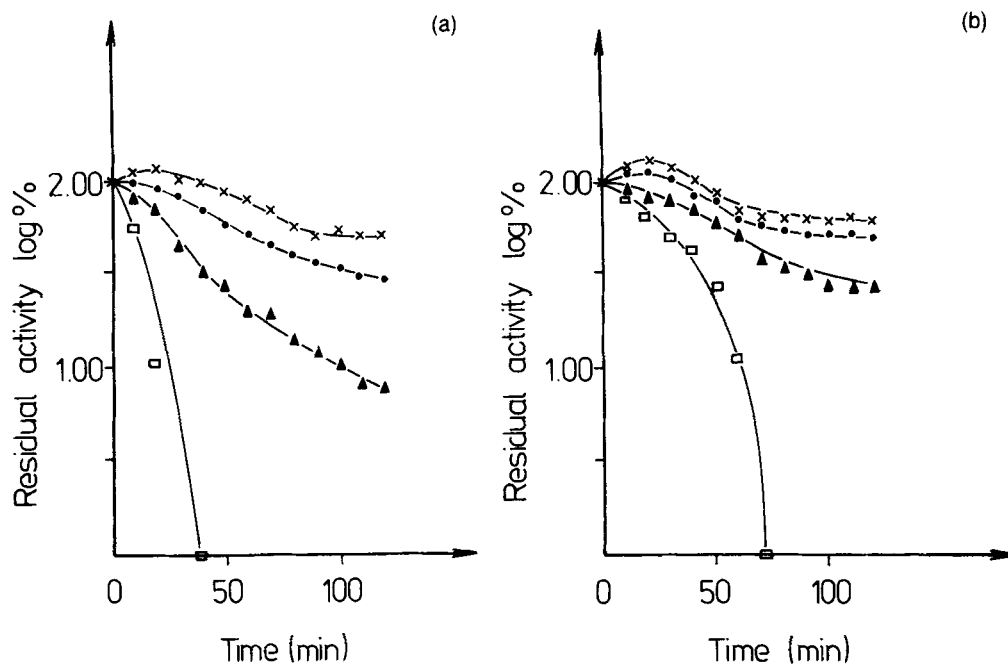 (a)
2.00
1.00
Residual activity log%
0
50
100
Time (min)
(b)
2.00
1.00
Residual activity log%
0
50
100
Time (min)